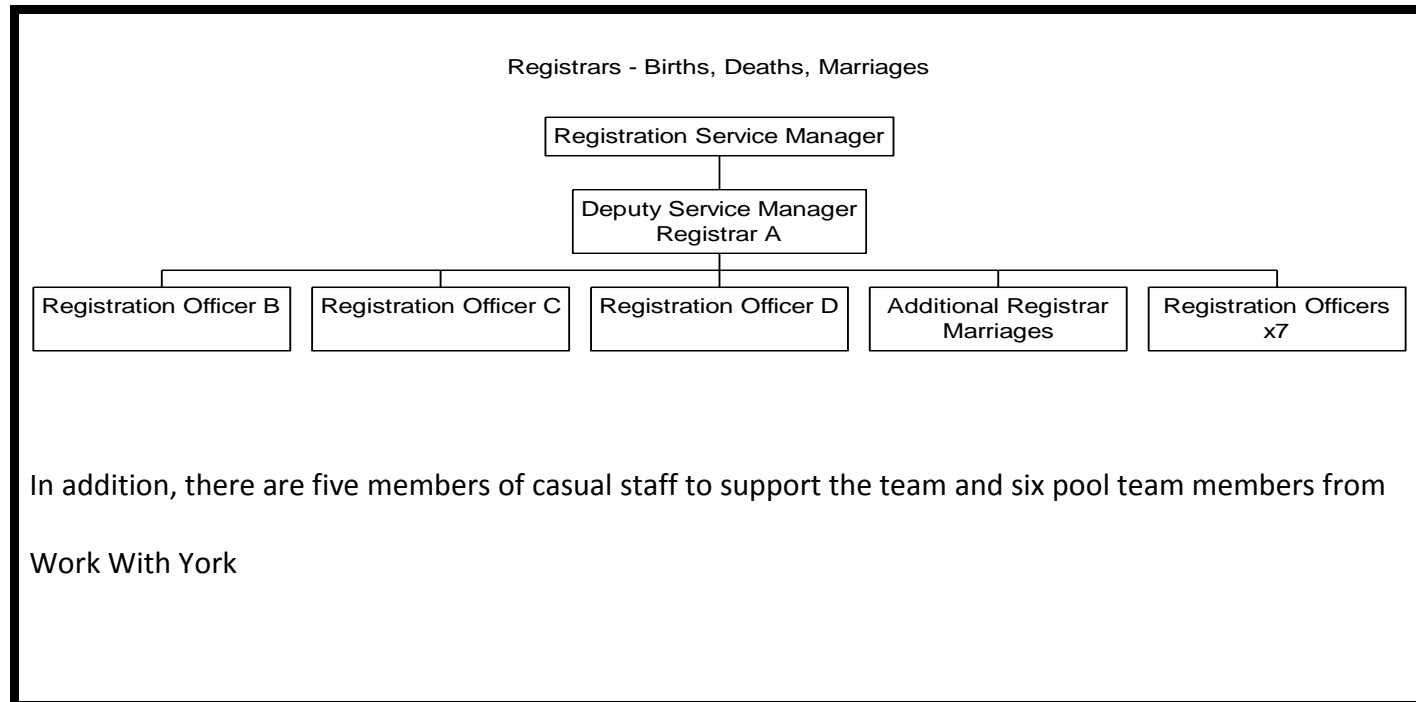 Registrars - Births, Deaths, Marriages
Registration Service Manager
Deputy Service Manager
Registrar A
Registration Officer B
Registration Officer C
Registration Officer D
Additional Registrar
Marriages
Registration Officers
x7
In addition, there are five members of casual staff to support the team and six pool team members from
Work With York